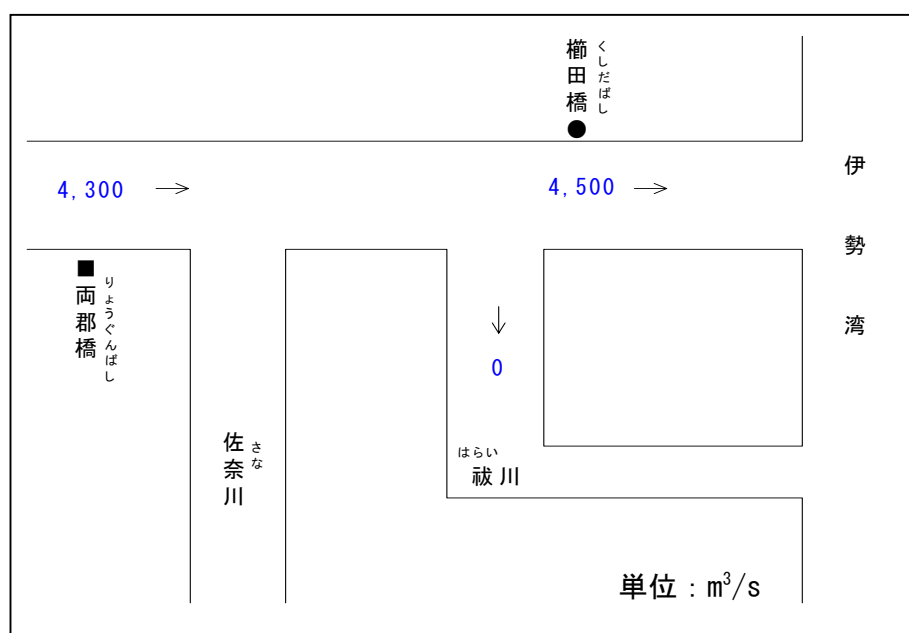 櫛田橋
くしだばし
伊勢湾
4,300
4,500
両郡橋
りょうぐんばし
0
佐奈川
さな
はらい
祓川
単位：m³/s